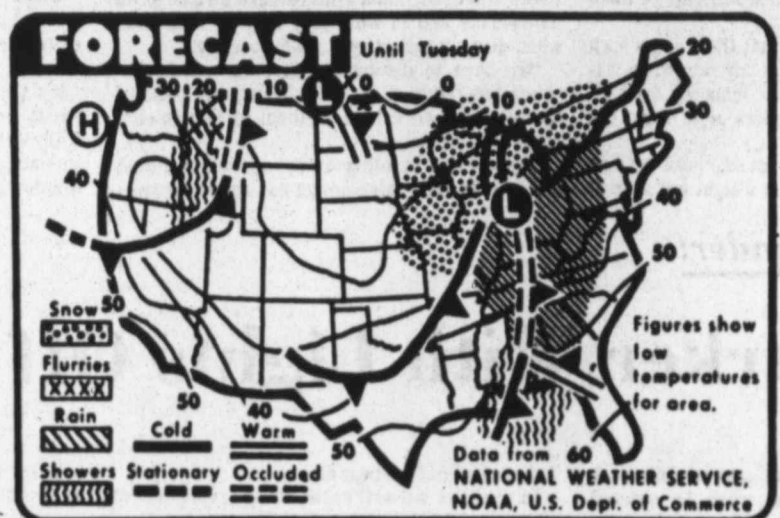 FORECAST
Until Tuesday
30 20 10 L 0 0 10 20
H
30
40
L
40
50
50
Snow
Flurries
XXXX
Rain
Showers
Cold
Warm
Stationary
Occluded
50
40
50
60
Figures show
low
temperatures
for area.
Data from
NATIONAL WEATHER SERVICE,
NOAA, U.S. Dept. of Commerce